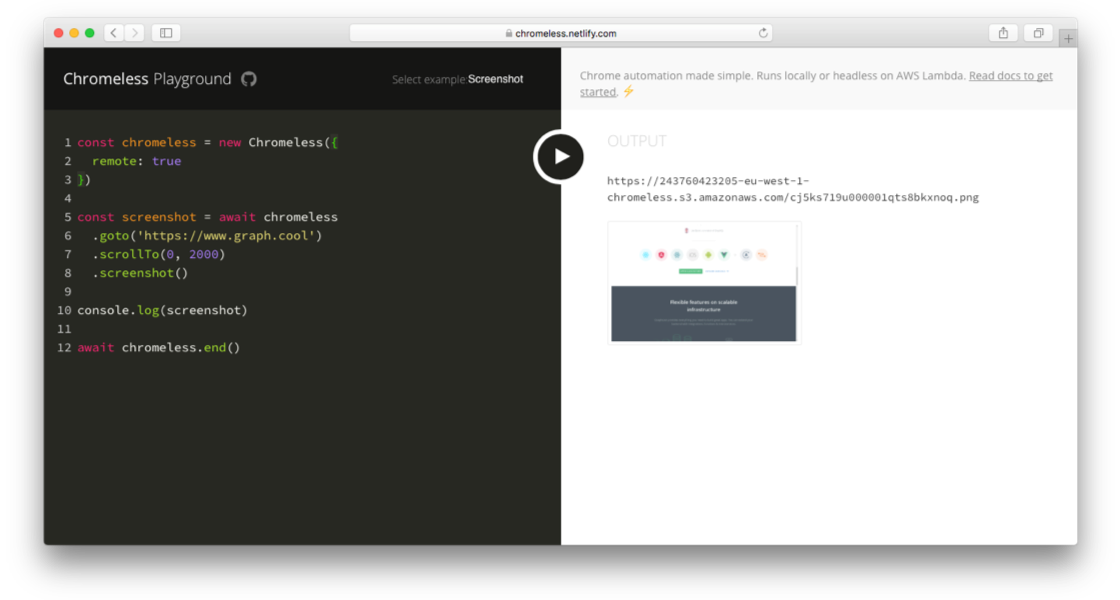 chromeless.netlify.com
Chromeless Playground
Select example: Screenshot
Chrome automation made simple. Runs locally or headless on AWS Lambda. Read docs to get
started. ⚡
1 const chromeless = new Chromeless({
2   remote: true
3 })
4
5 const screenshot = await chromeless
6   .goto('https://www.graph.cool')
7   .scrollTo(0, 2000)
8   .screenshot()
9
10 console.log(screenshot)
11
12 await chromeless.end()
OUTPUT
https://243760423205-eu-west-1-
chromeless.s3.amazonaws.com/cj5ks719u000001qts8bkxnoq.png
Flexible features on scalable
infrastructure